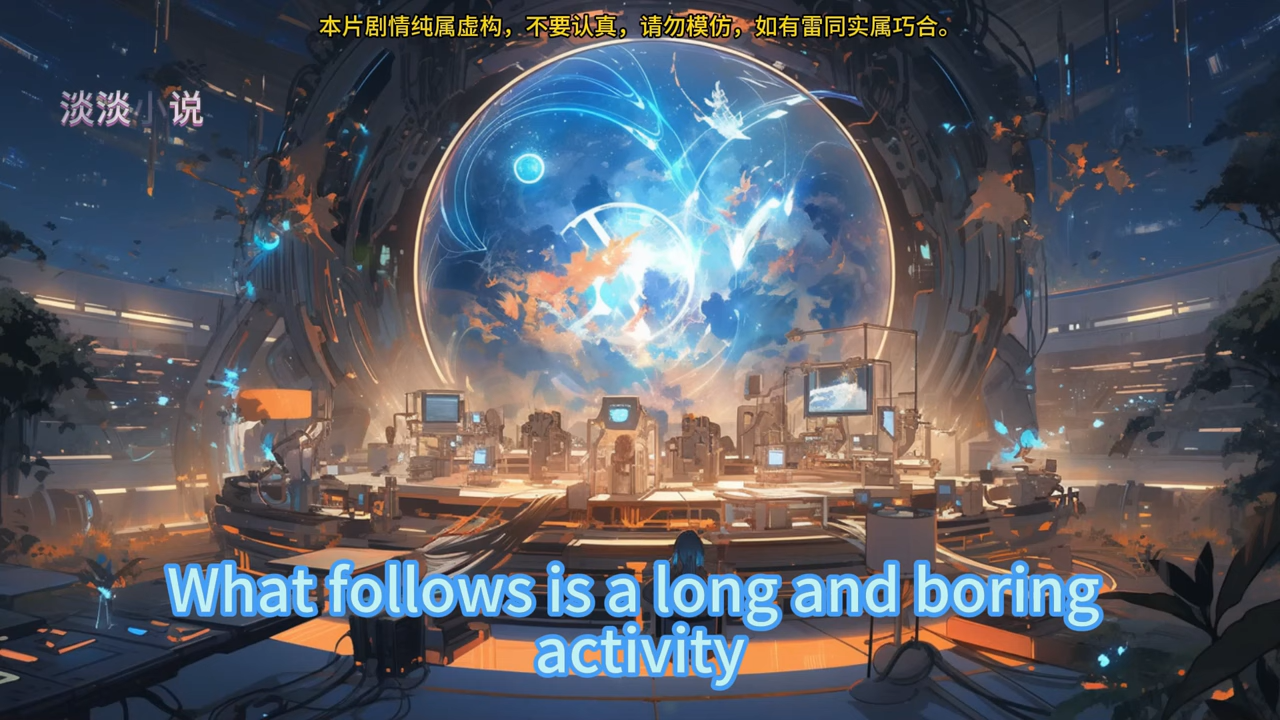 本片剧情纯属虚构，不要认真，请勿模仿，如有雷同实属巧合。
淡淡小说
What follows is a long and boring
activity